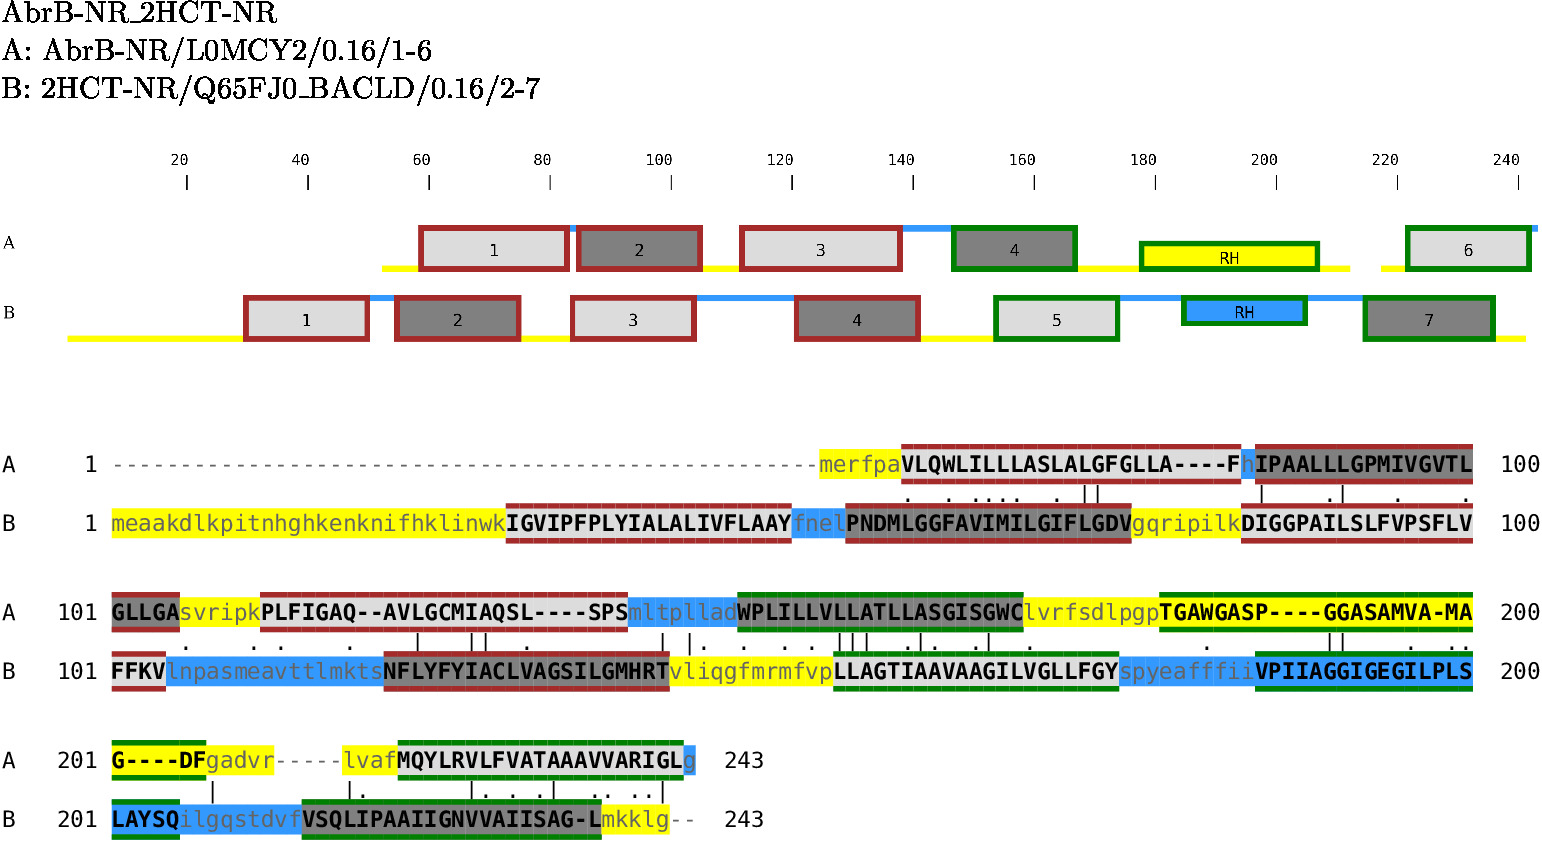 AbrB-NR_2HCT-NR
A: AbrB-NR/L0MCY2/0.16/1-6
B: 2HCT-NR/Q65FJ0_BACLD/0.16/2-7
20 40 60 80 100 120 140 160 180 200 220 240
A 1 2 3 4 RH 6
B 1 2 3 4 5 RH 7
A 1 ----------------------------------------------------merfpaVLQWLILLLASLALGFGLLA----FhIPAALLLGPMIVGVTL 100
B 1 meaakdlkpitnhghkenknifhklinwkIGVIPFPLYIALALIVFLAAYfnelPNDMLGGFAVIMILGIFLGDVgqripilkDIGGPAILSLFVPSFLV 100
A 101 GLLGAsvripkPLFIGAQ--AVLGCMIAQSL----SPSmltplladWPLILLVLLATLLASGISGWClvrfsdlpgpTGAWGASP----GGASAMVA-MA 200
B 101 FFKVlnpasmeavttlmktsNFLYFYIACLVAGSILGMHRTvliqgfmrmfvpLLAGTIAAVAAGILVGLLFGYspyeafffiiVPIIAGGIGEGILPLS 200
A 201 G----DFgadvr-----lvafMQYLRVLFVATAAAVVARIGLg 243
B 201 LAYSQilgqstdvfVSQLIPAAIIGNVVAIISAG-Lmkklg-- 243